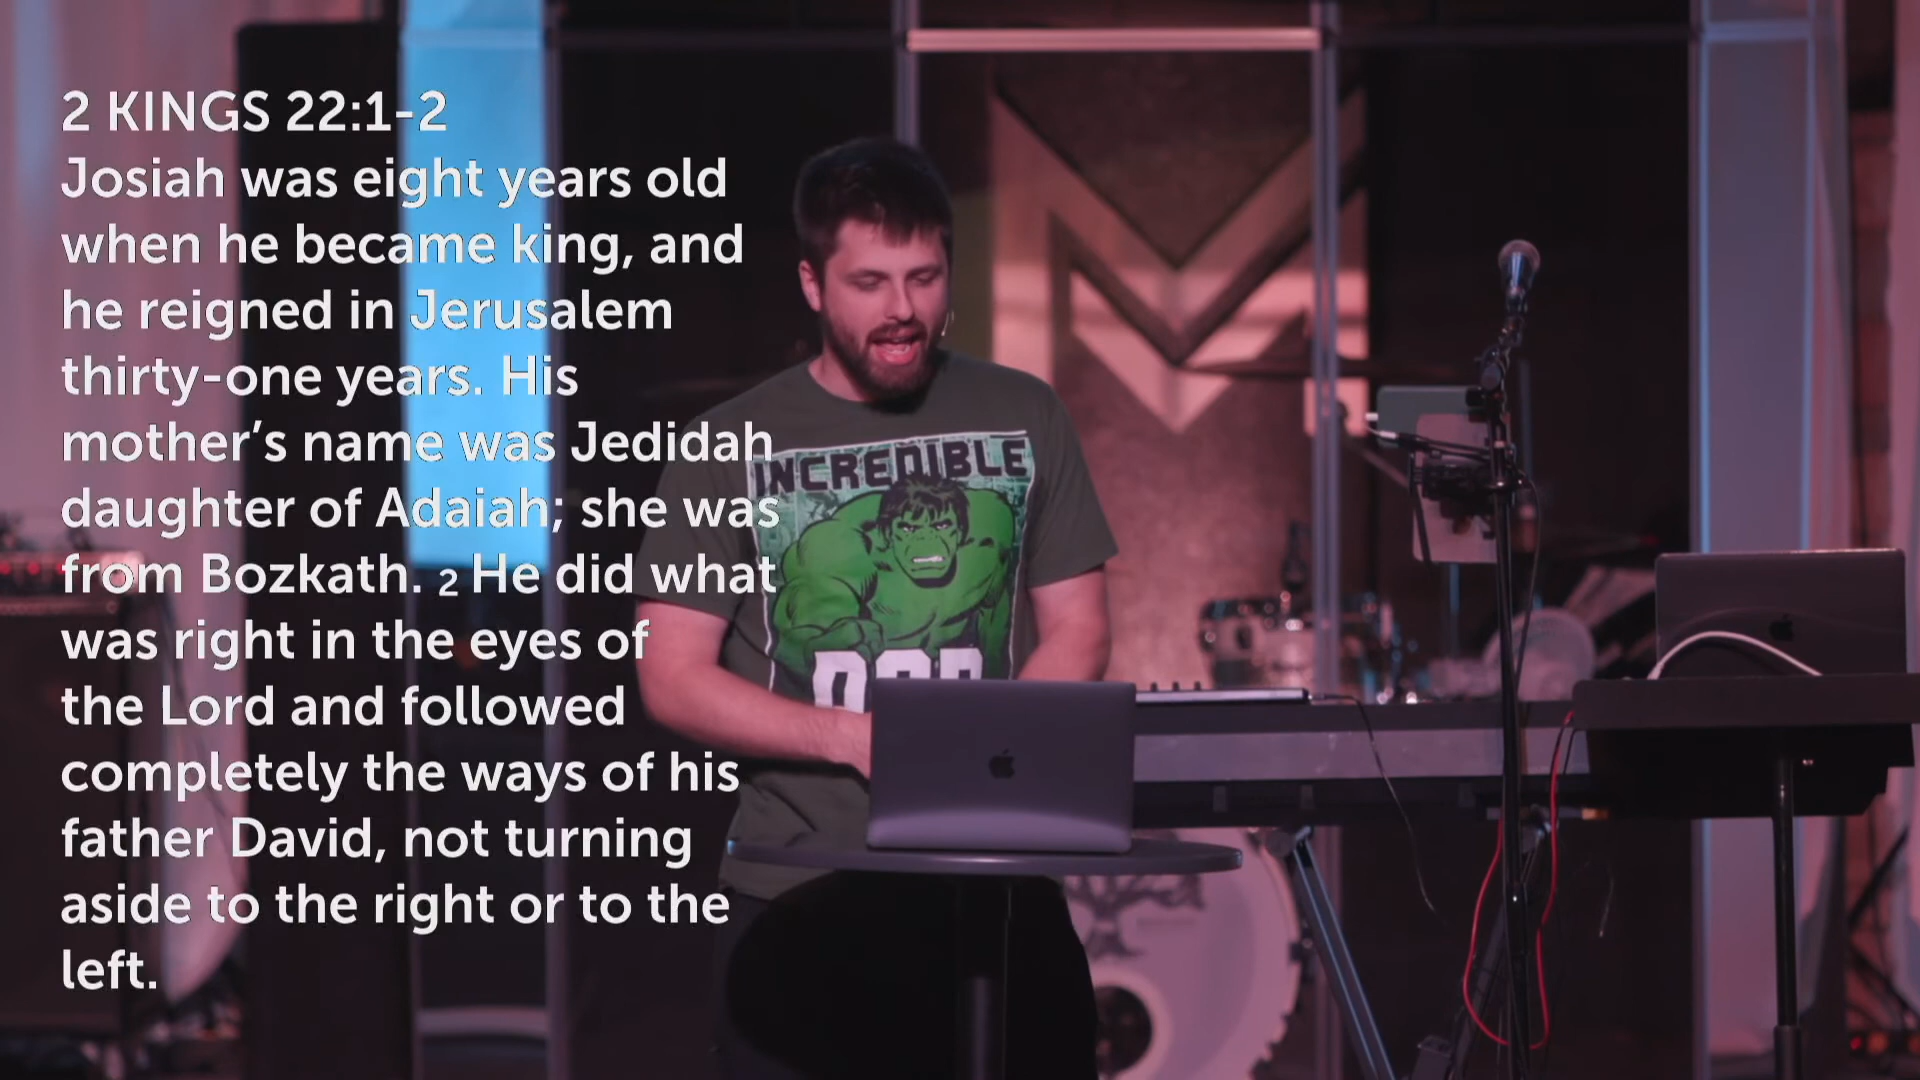 2 KINGS 22:1-2
Josiah was eight years old
when he became king, and
he reigned in Jerusalem
thirty-one years. His
mother’s name was Jedidah
daughter of Adaiah; she was
from Bozkath. 2 He did what
was right in the eyes of
the Lord and followed
completely the ways of his
father David, not turning
aside to the right or to the
left.
INCREDIBLE